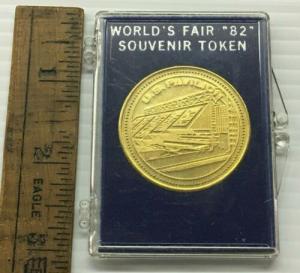 WORLD'S FAIR "82"
SOUVENIR TOKEN
U.S. PAVILION
1
2
EAGLE
3